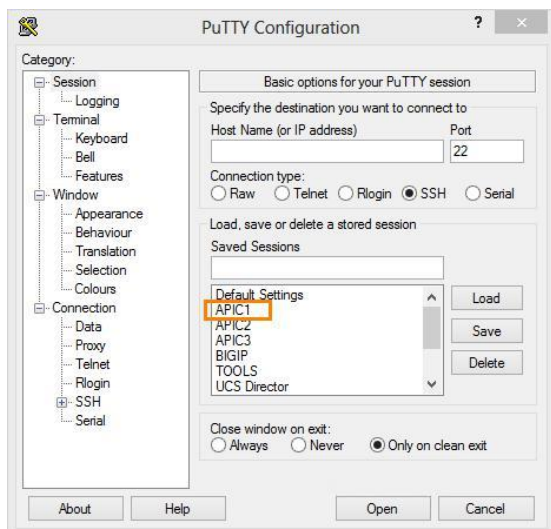 PuTTY Configuration
?
Category:
Session
Logging
Terminal
Keyboard
Bell
Features
Window
Appearance
Behaviour
Translation
Selection
Colours
Connection
Data
Proxy
Telnet
Rlogin
SSH
Serial
Basic options for your PuTTY session
Specify the destination you want to connect to
Host Name (or IP address) Port
22
Connection type:
Raw Telnet Rlogin SSH Serial
Load, save or delete a stored session
Saved Sessions
Default Settings
APIC1
APIC2
APIC3
BIGIP
TOOLS
UCS Director
Load
Save
Delete
Close window on exit:
Always Never Only on clean exit
About Help Open Cancel